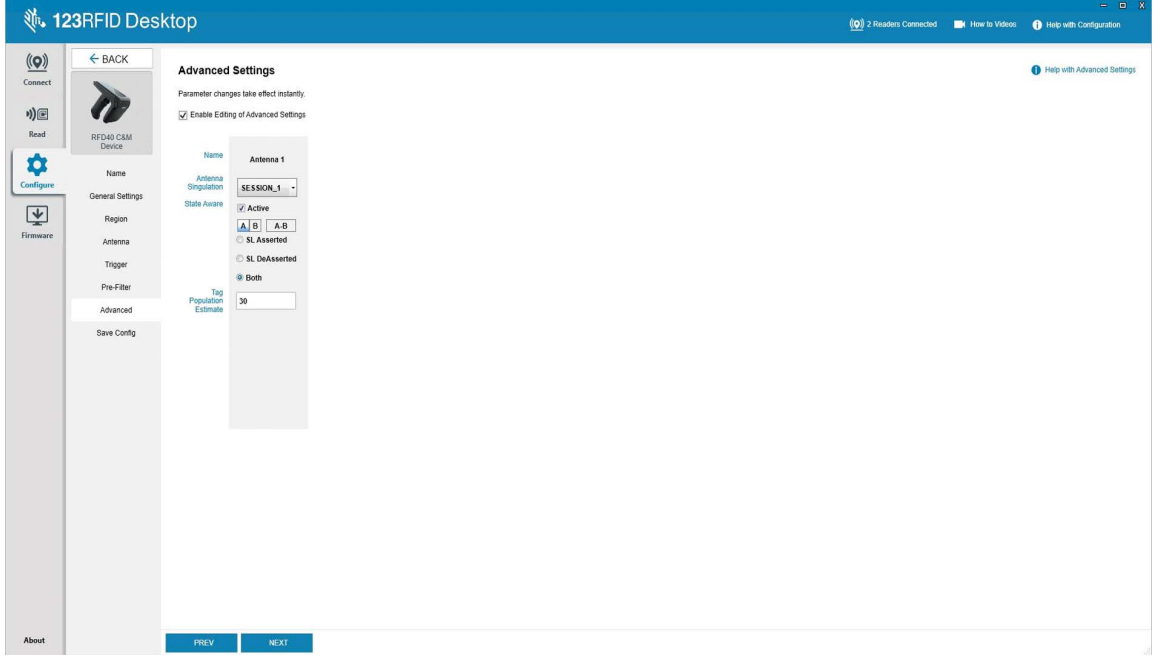 123RFID Desktop
2 Readers Connected
How to Videos
Help with Configuration
Connect
Read
Configure
Firmware
About
BACK
RFD40 C&M
Device
Name
General Settings
Region
Antenna
Trigger
Pre-Filter
Advanced
Save Config
Advanced Settings
Help with Advanced Settings
Parameter changes take effect instantly.
Enable Editing of Advanced Settings
Name
Antenna 1
Antenna
Singulation
SESSION_1
State Aware
Active
A B A-B
SL Asserted
SL DeAsserted
Both
Tag
Population
Estimate
30
PREV
NEXT